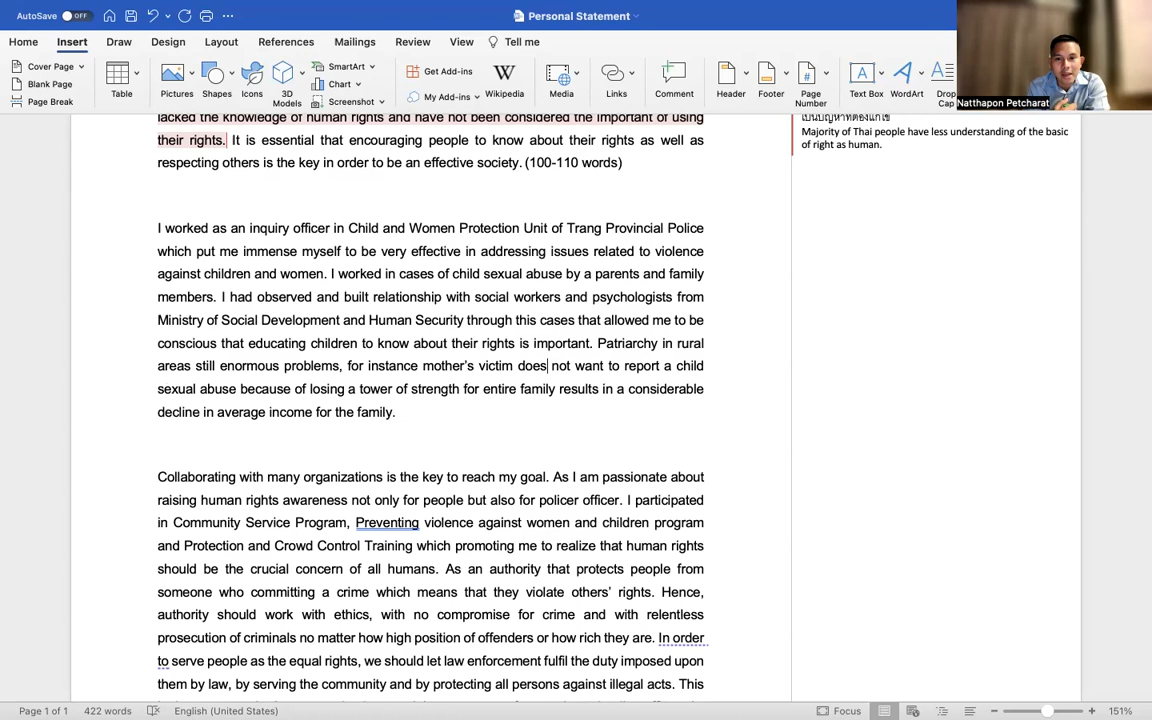 AutoSave OFF
Personal Statement
Home Insert Draw Design Layout References Mailings Review View Tell me
Cover Page
Blank Page
Page Break
Table
Pictures
Shapes
Icons
3D Models
SmartArt
Chart
Screenshot
Get Add-ins
My Add-ins
Wikipedia
Media
Links
Comment
Header
Footer
Page Number
Text Box
WordArt
Drop Cap
Natthapon Petcharat
lacked the knowledge of human rights and have not been considered the important of using
their rights. It is essential that encouraging people to know about their rights as well as
respecting others is the key in order to be an effective society. (100-110 words)
เป็นปัญหาที่ต้องแก้ไข
Majority of Thai people have less understanding of the basic
of right as human.
I worked as an inquiry officer in Child and Women Protection Unit of Trang Provincial Police
which put me immense myself to be very effective in addressing issues related to violence
against children and women. I worked in cases of child sexual abuse by a parents and family
members. I had observed and built relationship with social workers and psychologists from
Ministry of Social Development and Human Security through this cases that allowed me to be
conscious that educating children to know about their rights is important. Patriarchy in rural
areas still enormous problems, for instance mother's victim does not want to report a child
sexual abuse because of losing a tower of strength for entire family results in a considerable
decline in average income for the family.
Collaborating with many organizations is the key to reach my goal. As I am passionate about
raising human rights awareness not only for people but also for policer officer. I participated
in Community Service Program, Preventing violence against women and children program
and Protection and Crowd Control Training which promoting me to realize that human rights
should be the crucial concern of all humans. As an authority that protects people from
someone who committing a crime which means that they violate others' rights. Hence,
authority should work with ethics, with no compromise for crime and with relentless
prosecution of criminals no matter how high position of offenders or how rich they are. In order
to serve people as the equal rights, we should let law enforcement fulfil the duty imposed upon
them by law, by serving the community and by protecting all persons against illegal acts. This
Page 1 of 1 422 words English (United States) Focus 151%